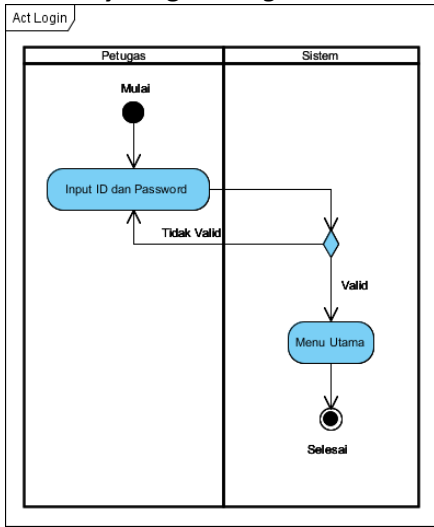 Act Login
Petugas
Sistem
Mulai
Input ID dan Password
Tidak Valid
Valid
Menu Utama
Selesai